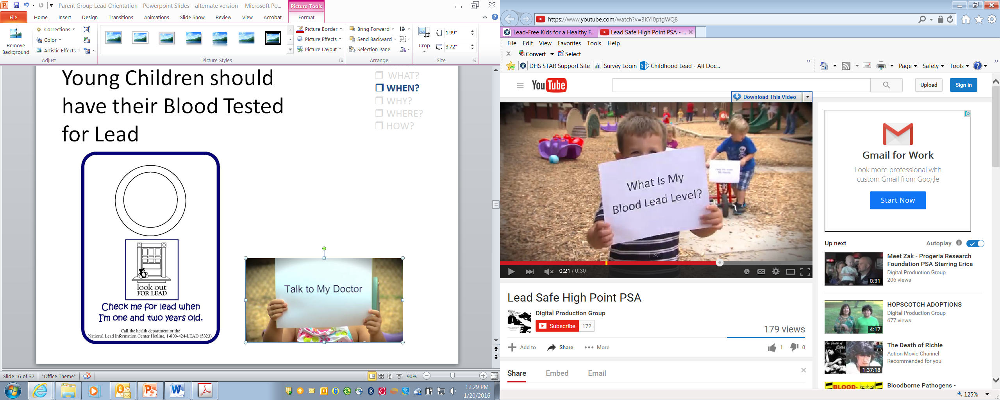 Parent Group Lead Orientation - Powerpoint Slides - alternate version - Microsoft Po...
Picture Tools
File Home Insert Design Transitions Animations Slide Show Review View Acrobat Format
Remove Background
Corrections
Color
Artistic Effects
Adjust
Picture Styles
Picture Border
Picture Effects
Picture Layout
Bring Forward
Send Backward
Selection Pane
Arrange
Crop
1.99"
3.72"
Size
Young Children should
have their Blood Tested
for Lead
WHAT?
WHEN?
WHY?
WHERE?
HOW?
look out
FOR LEAD
Check me for lead when
I'm one and two years old.
Call the health department or the
National Lead Information Center Hotline, 1-800-424-LEAD (5323).
Talk to My Doctor
Slide 16 of 32 "Office Theme" 90%
12:29 PM
1/20/2016
https://www.youtube.com/watch?v=3KYl0ptgWQ8
Lead-Free Kids for a Healthy F... Lead Safe High Point PSA - ...
File Edit View Favorites Tools Help
x Convert Select
DHS STAR Support Site Survey Login Childhood Lead - All Doc... Page Safety Tools
YouTube Upload Sign in
Download This Video
What Is My
Blood Lead Level?
0:21 / 0:30
CC
Lead Safe High Point PSA
Digital Production Group
Subscribe 172
179 views
Add to Share More 1 0
Share Embed Email
Gmail for Work
Look more professional with
custom Gmail from Google
Start Now
Up next Autoplay
Meet Zak - Progeria Research
Foundation PSA Starring Erica
Digital Production Group
206 views
0:31
HOPSCOTCH ADOPTIONS
Digital Production Group
677 views
4:17
The Death of Richie
Action Movie Channel
Recommended for you
1:37:18
Bloodborne Pathogens -
BLOOD-
125%